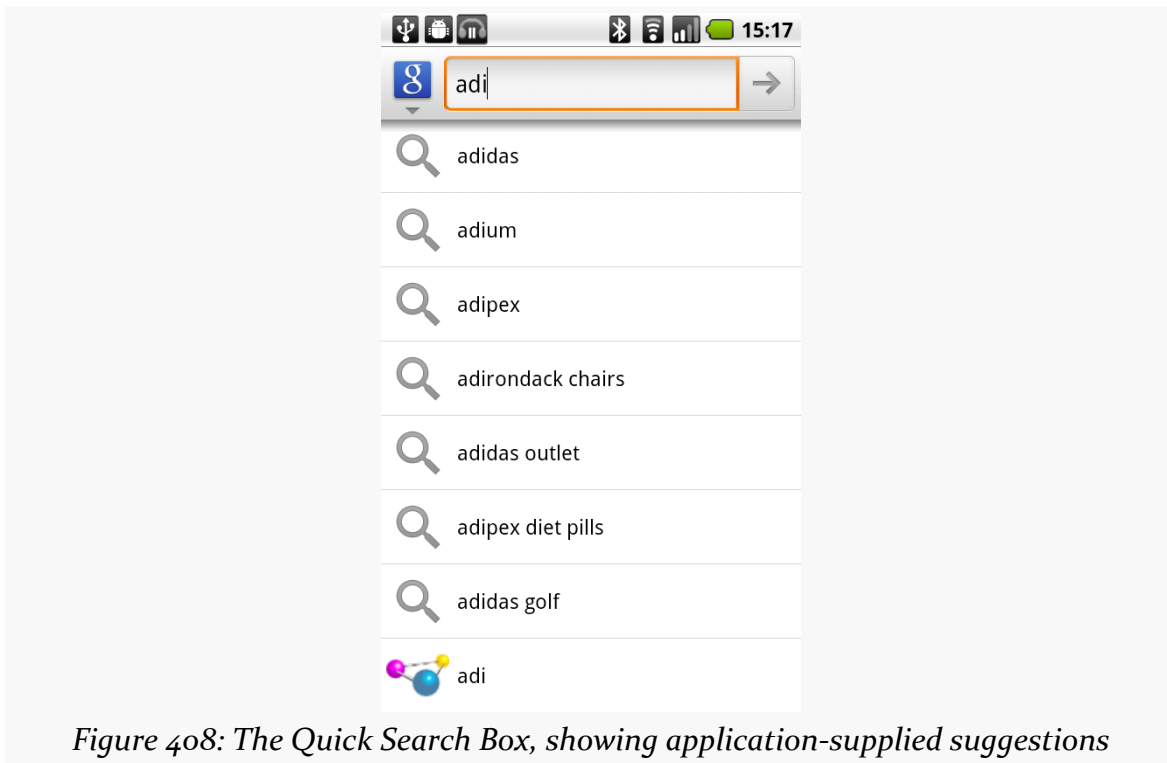 15:17
g adi
adidas
adium
adipex
adirondack chairs
adidas outlet
adipex diet pills
adidas golf
adi
Figure 408: The Quick Search Box, showing application-supplied suggestions